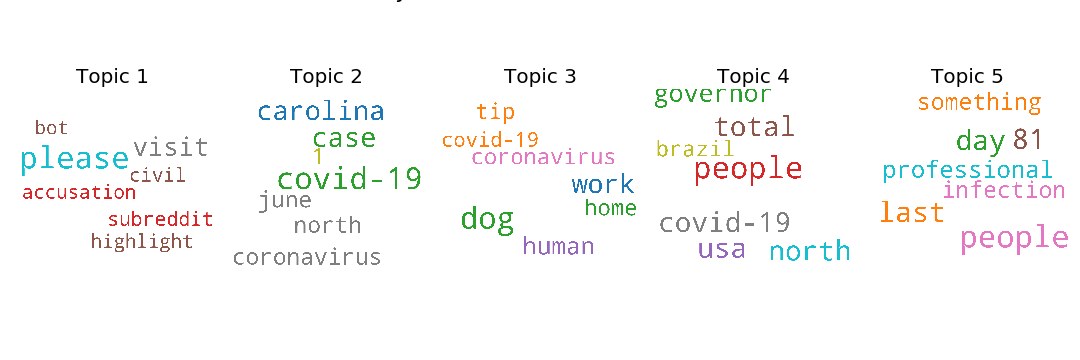 Topic 1
bot
please visit
civil
accusation
subreddit
highlight
Topic 2
carolina
case
1
covid-19
june
north
coronavirus
Topic 3
tip
covid-19
coronavirus
work
home
dog
human
Topic 4
governor
total
brazil
people
covid-19
usa north
Topic 5
something
day 81
professional
infection
last
people